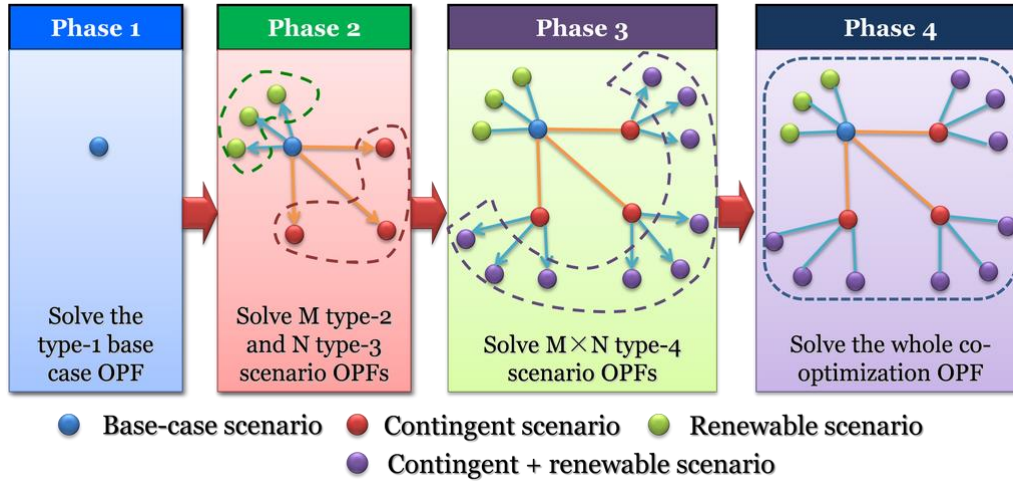 Phase 1
Phase 2
Phase 3
Phase 4
Solve the
type-1 base
case OPF
Solve M type-2
and N type-3
scenario OPFs
Solve M×N type-4
scenario OPFs
Solve the whole co-
optimization OPF
Base-case scenario
Contingent scenario
Renewable scenario
Contingent + renewable scenario